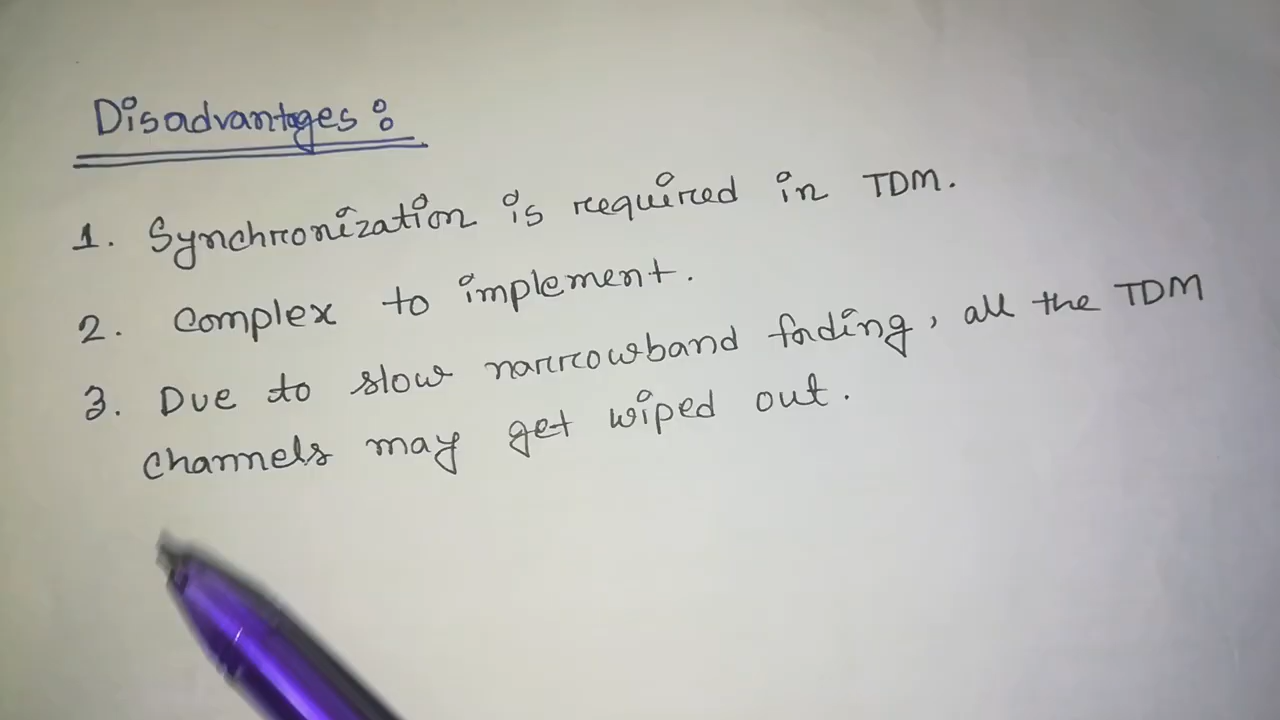 Disadvantages:
1. Synchronization is required in TDM.
2. Complex to implement.
3. Due to slow narrowband fading, all the TDM
channels may get wiped out.